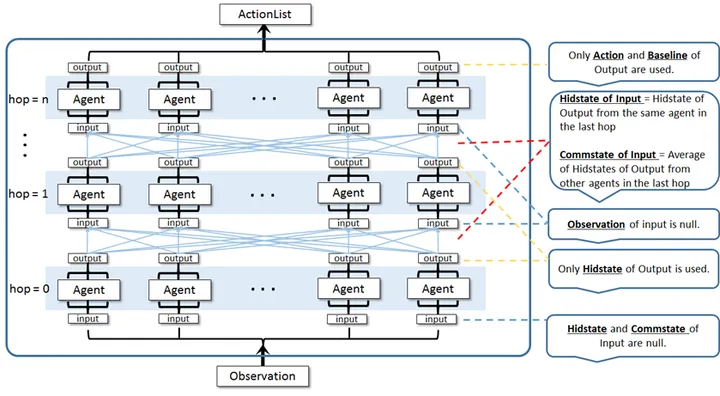 ActionList
output output output output
hop = n Agent Agent ... Agent Agent
input input input input
...
output output output output
hop = 1 Agent Agent ... Agent Agent
input input input input
output output output output
hop = 0 Agent Agent ... Agent Agent
input input input input
Observation
Only Action and Baseline of
Output are used.
Hidstate of Input = Hidstate of
Output from the same agent in
the last hop
Commstate of Input = Average
of Hidstates of Output from
other agents in the last hop
Observation of input is null.
Only Hidstate of Output is used.
Hidstate and Commstate of
Input are null.